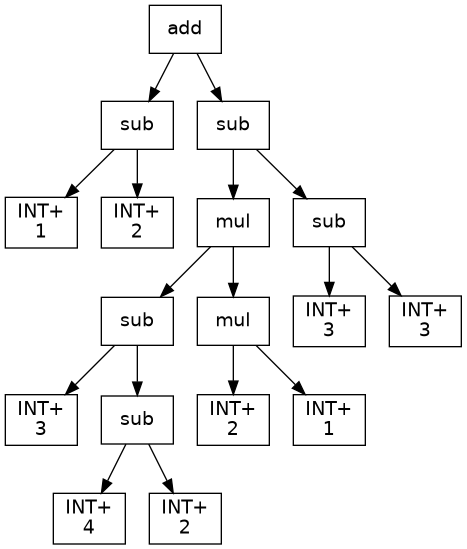 add
sub
sub
INT+
1
INT+
2
mul
sub
sub
mul
INT+
3
INT+
3
INT+
3
sub
INT+
2
INT+
1
INT+
4
INT+
2